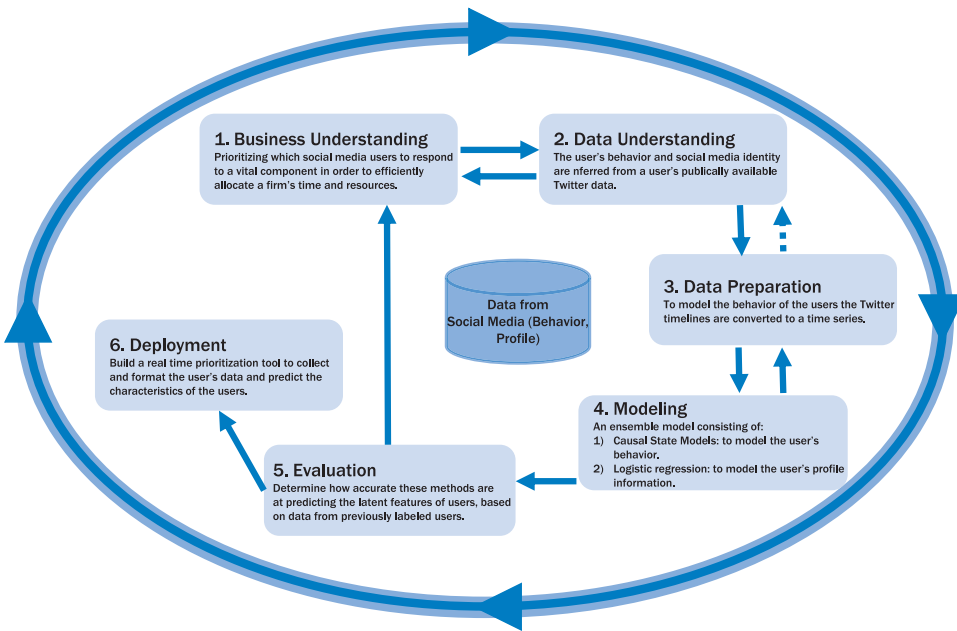 1. Business Understanding
Prioritizing which social media users to respond
to a vital component in order to efficiently
allocate a firm's time and resources.
2. Data Understanding
The user's behavior and social media identity
are nferred from a user's publically available
Twitter data.
3. Data Preparation
To model the behavior of the users the Twitter
timelines are converted to a time series.
Data from
Social Media (Behavior,
Profile)
4. Modeling
An ensemble model consisting of:
1) Causal State Models: to model the user's
behavior.
2) Logistic regression: to model the user's profile
information.
5. Evaluation
Determine how accurate these methods are
at predicting the latent features of users, based
on data from previously labeled users.
6. Deployment
Build a real time prioritization tool to collect
and format the user's data and predict the
characteristics of the users.